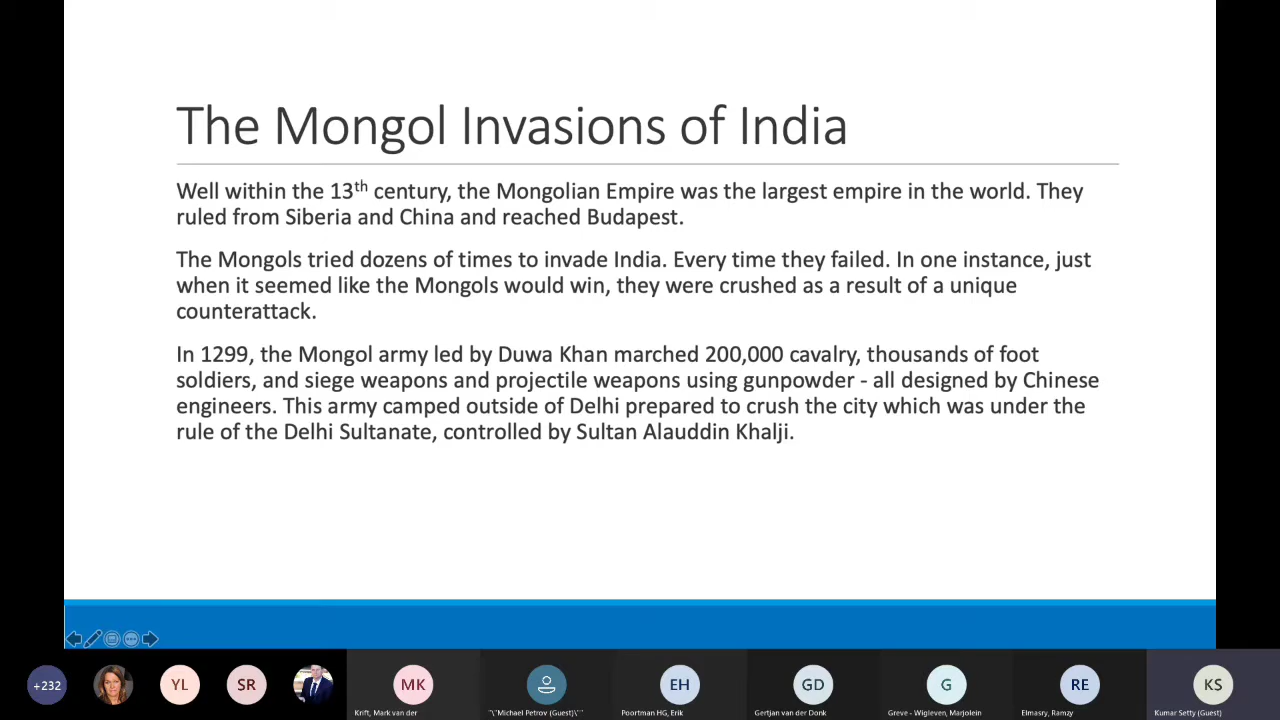 The Mongol Invasions of India
Well within the 13th century, the Mongolian Empire was the largest empire in the world. They
ruled from Siberia and China and reached Budapest.
The Mongols tried dozens of times to invade India. Every time they failed. In one instance, just
when it seemed like the Mongols would win, they were crushed as a result of a unique
counterattack.
In 1299, the Mongol army led by Duwa Khan marched 200,000 cavalry, thousands of foot
soldiers, and siege weapons and projectile weapons using gunpowder - all designed by Chinese
engineers. This army camped outside of Delhi prepared to crush the city which was under the
rule of the Delhi Sultanate, controlled by Sultan Alauddin Khalji.
+232
YL
SR
MK
EH
GD
G
RE
KS
Krift, Mark van der
"\"Michael Petrov (Guest)\""
Poortman HG, Erik
Gertjan van der Donk
Greve - Wigleven, Marjolein
Elmasry, Ramzy
Kumar Setty (Guest)